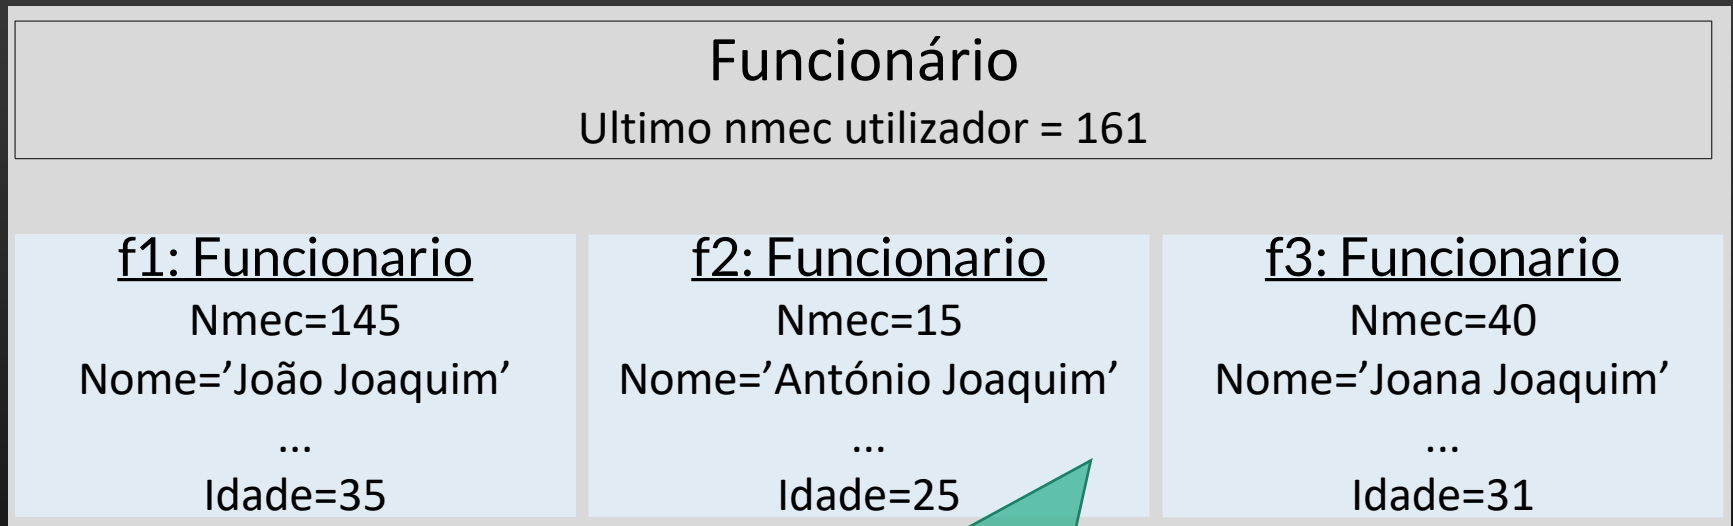 Funcionário
Ultimo nmec utilizador = 161
f1: Funcionario
Nmec=145
Nome=’João Joaquim’
...
Idade=35
f2: Funcionario
Nmec=15
Nome=’António Joaquim’
...
Idade=25
f3: Funcionario
Nmec=40
Nome=’Joana Joaquim’
...
Idade=31